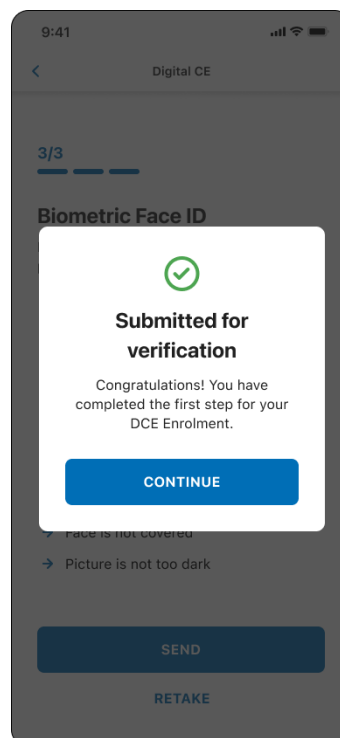 9:41
Digital CE
3/3
Biometric Face ID
Submitted for
verification
Congratulations! You have
completed the first step for your
DCE Enrolment.
CONTINUE
Face is not covered
Picture is not too dark
SEND
RETAKE